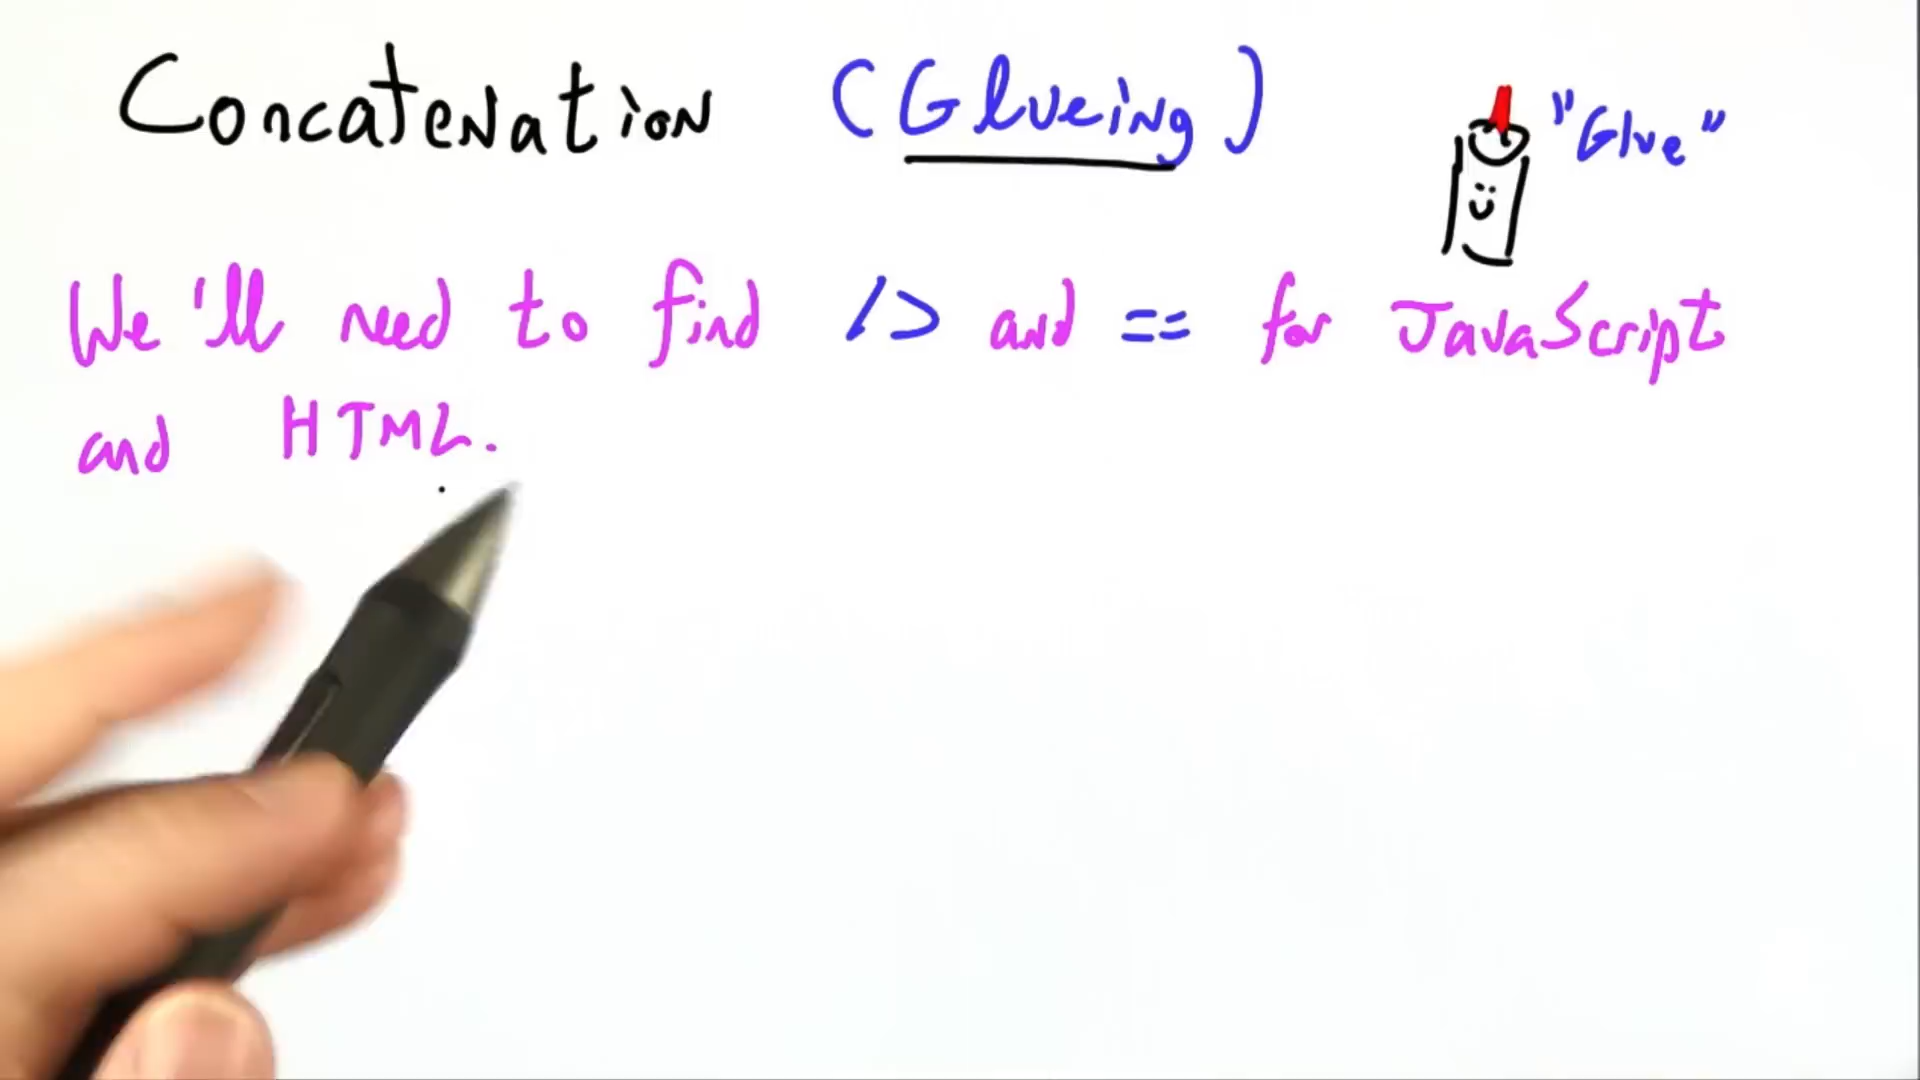 Concatenation (Glueing) "Glue"
We'll need to find /> and == for JavaScript
and HTML.